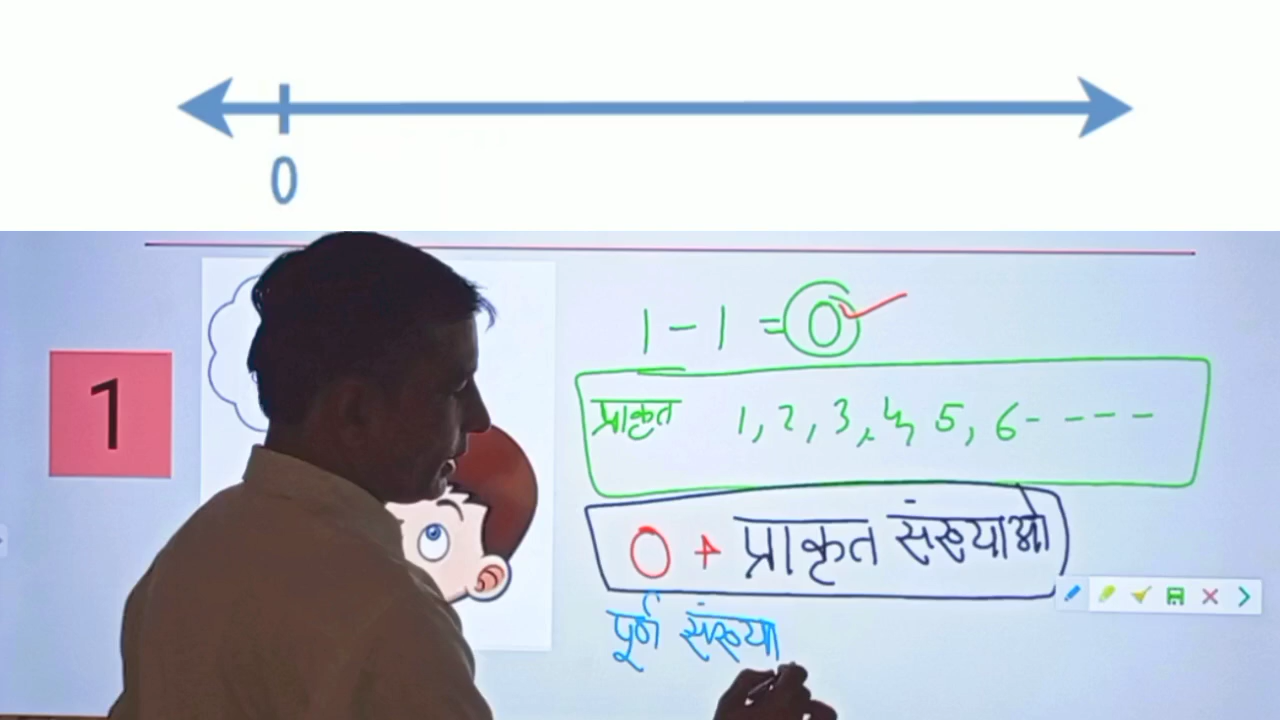 0
1
1 - 1 = 0
प्राकृत 1, 2, 3, 4, 5, 6 - - - -
0 + प्राकृत संख्याओ
पूर्ण संख्या